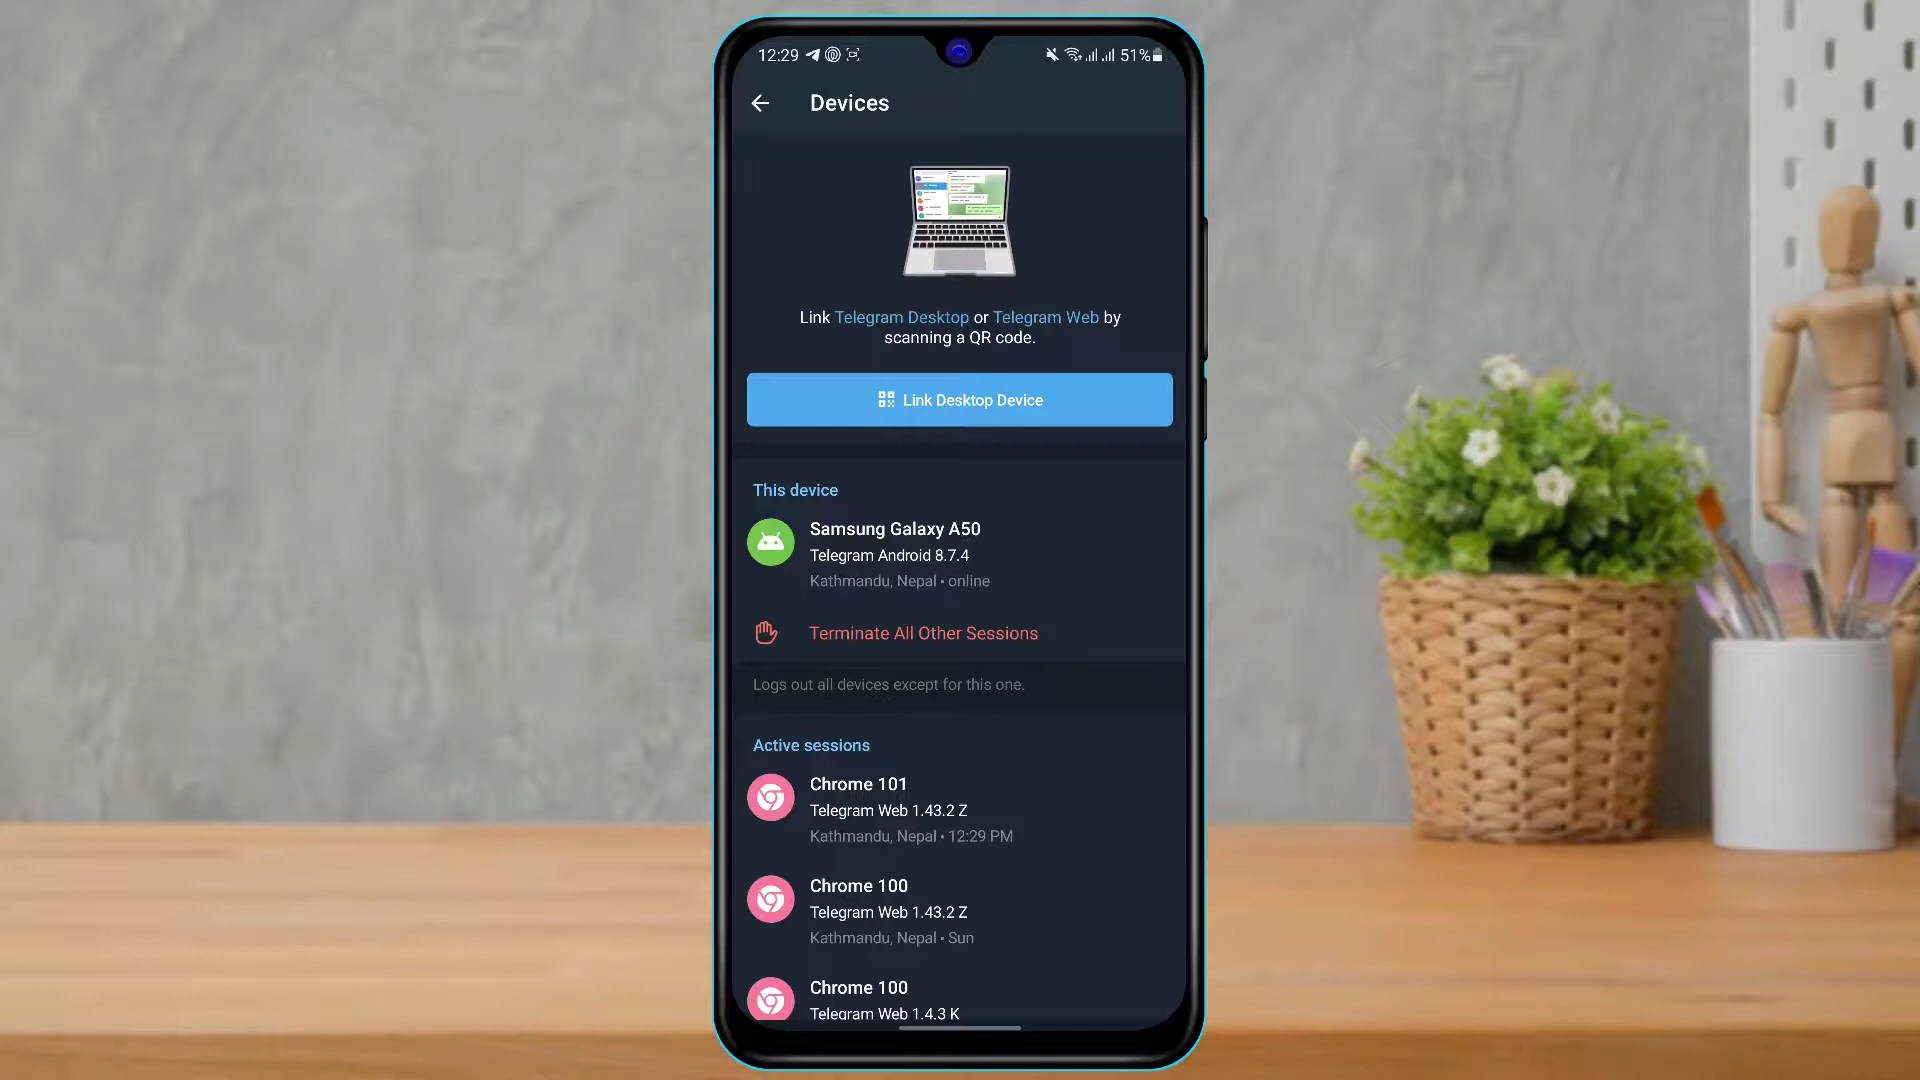 12:29
51%
Devices
Link Telegram Desktop or Telegram Web by
scanning a QR code.
Link Desktop Device
This device
Samsung Galaxy A50
Telegram Android 8.7.4
Kathmandu, Nepal • online
Terminate All Other Sessions
Logs out all devices except for this one.
Active sessions
Chrome 101
Telegram Web 1.43.2 Z
Kathmandu, Nepal • 12:29 PM
Chrome 100
Telegram Web 1.43.2 Z
Kathmandu, Nepal • Sun
Chrome 100
Telegram Web 1.4.3 K